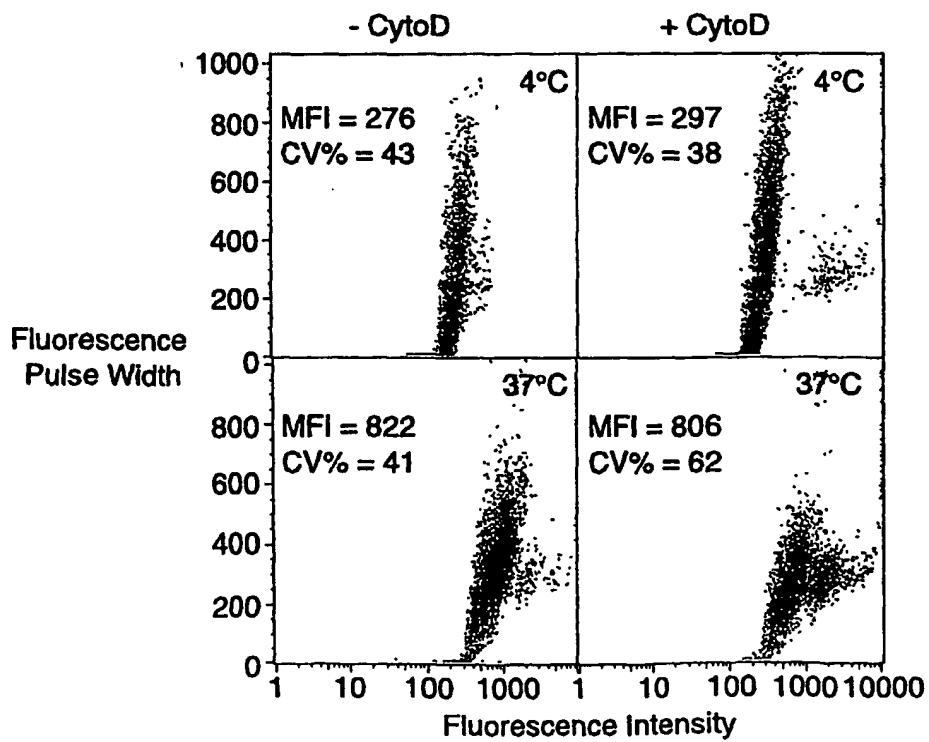 - CytoD
+ CytoD
1000
800
600
400
200
0
4°C
MFI = 276
CV% = 43
4°C
MFI = 297
CV% = 38
Fluorescence
Pulse Width
800
600
400
200
0
37°C
MFI = 822
CV% = 41
37°C
MFI = 806
CV% = 62
1 10 100 1000 1 10 100 1000 10000
Fluorescence Intensity